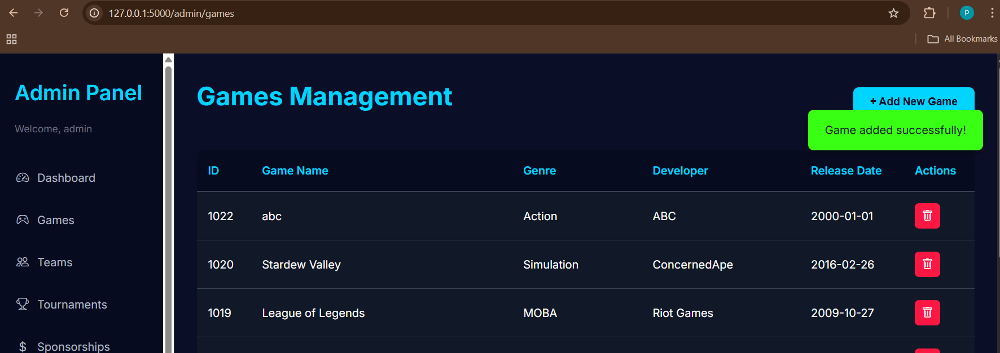 127.0.0.1:5000/admin/games
P
All Bookmarks
Admin Panel
Welcome, admin
Dashboard
Games
Teams
Tournaments
$ Sponsorships
Games Management
+ Add New Game
Game added successfully!
ID Game Name Genre Developer Release Date Actions
1022 abc Action ABC 2000-01-01
1020 Stardew Valley Simulation ConcernedApe 2016-02-26
1019 League of Legends MOBA Riot Games 2009-10-27